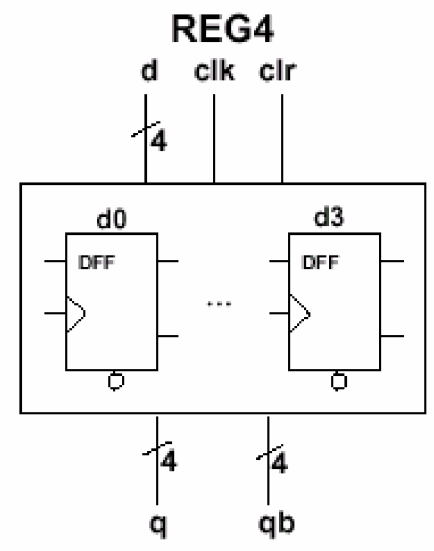 REG4
d clk clr
4
d0 d3
DFF DFF
...
4 4
q qb